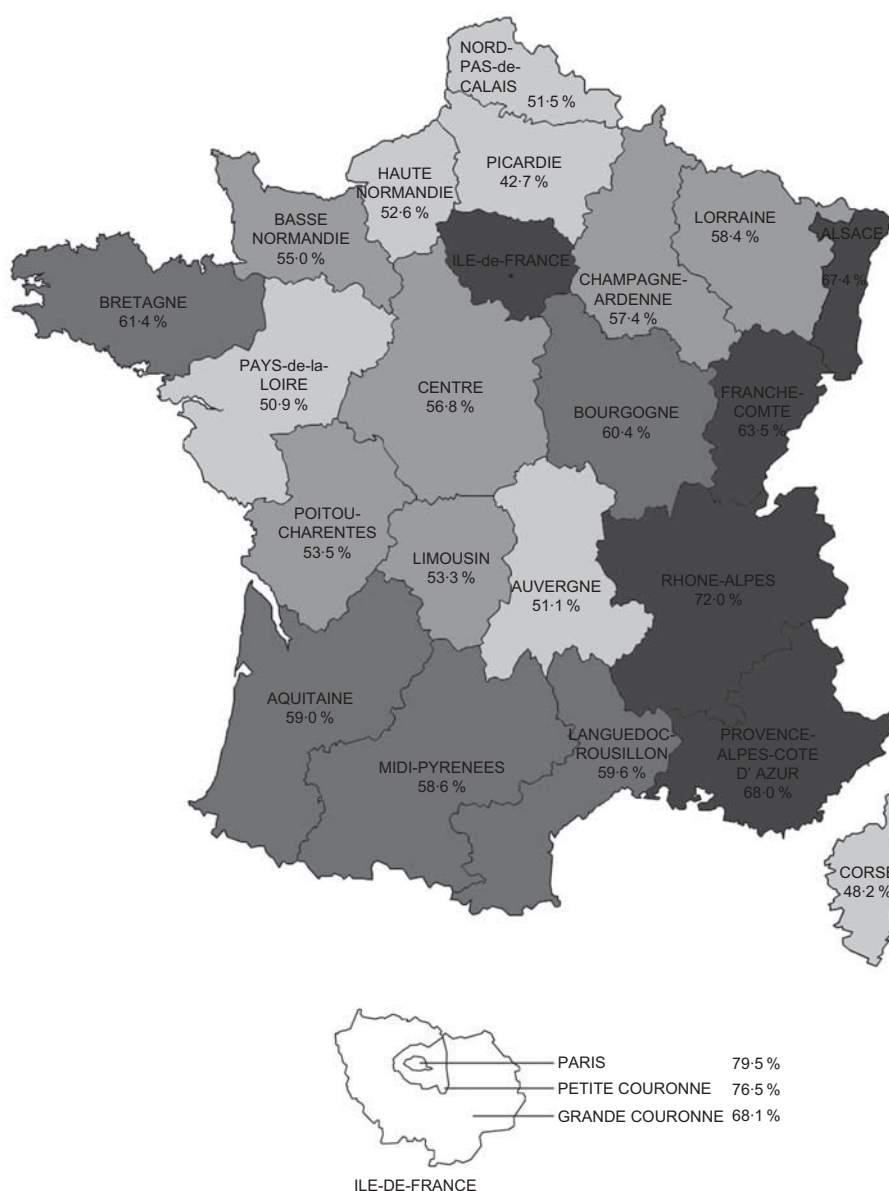 NORD-
PAS-de-
CALAIS
51·5 %
PICARDIE
42·7 %
HAUTE
NORMANDIE
52·6 %
BASSE
NORMANDIE
55·0 %
LORRAINE
58·4 %
ALSACE
67·4 %
ILE-de-FRANCE
*
CHAMPAGNE-
ARDENNE
57·4 %
BRETAGNE
61·4 %
PAYS-de-la-
LOIRE
50·9 %
CENTRE
56·8 %
BOURGOGNE
60·4 %
FRANCHE-
COMTE
63·5 %
POITOU-
CHARENTES
53·5 %
LIMOUSIN
53·3 %
AUVERGNE
51·1 %
RHONE-ALPES
72·0 %
AQUITAINE
59·0 %
MIDI-PYRENEES
58·6 %
LANGUEDOC-
ROUSILLON
59·6 %
PROVENCE-
ALPES-COTE
D' AZUR
68·0 %
CORSE
48·2 %
PARIS 79·5 %
PETITE COURONNE 76·5 %
GRANDE COURONNE 68·1 %
ILE-DE-FRANCE